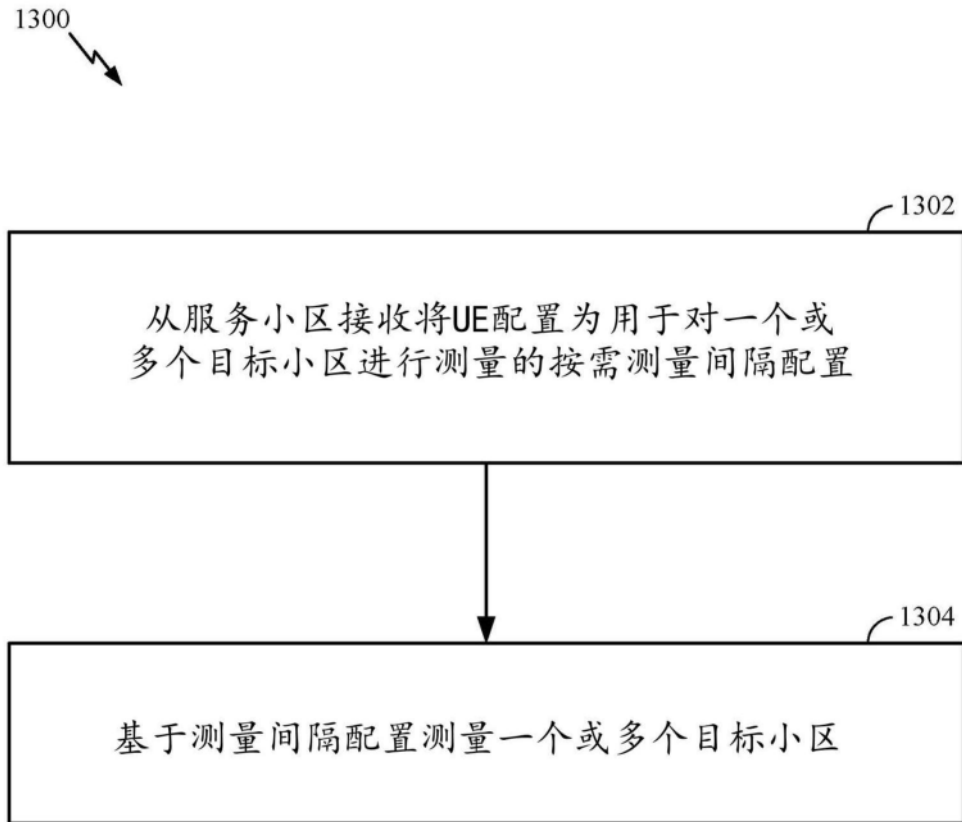 1300
1302
从服务小区接收将UE配置为用于对一个或
多个目标小区进行测量的按需测量间隔配置
1304
基于测量间隔配置测量一个或多个目标小区